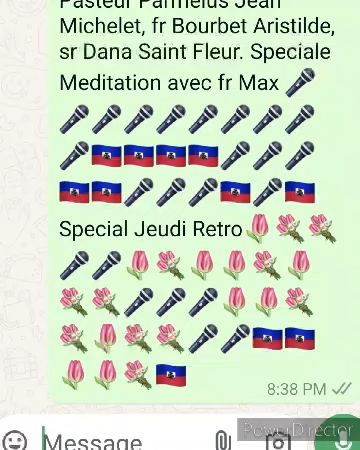 Pasteur Parmelus Jean
Michelet, fr Bourbet Aristilde,
sr Dana Saint Fleur. Speciale
Meditation avec fr Max 🎤
🎤🎤🎤🎤🎤🎤🎤🎤
🎤🇭🇹🇭🇹🇭🇹🇭🇹🎤🎤🎤
🇭🇹🇭🇹🎤🎤🎤🇭🇹🎤🇭🇹
Special Jeudi Retro🌷💐💐
🎤🎤🌷💐🌷🌷💐🌷
💐💐🎤🎤🎤🌷🌷💐
💐🌷💐💐🎤🎤🇭🇹🇭🇹
🌷🌷💐🇭🇹
8:38 PM
Message
PowerDirector